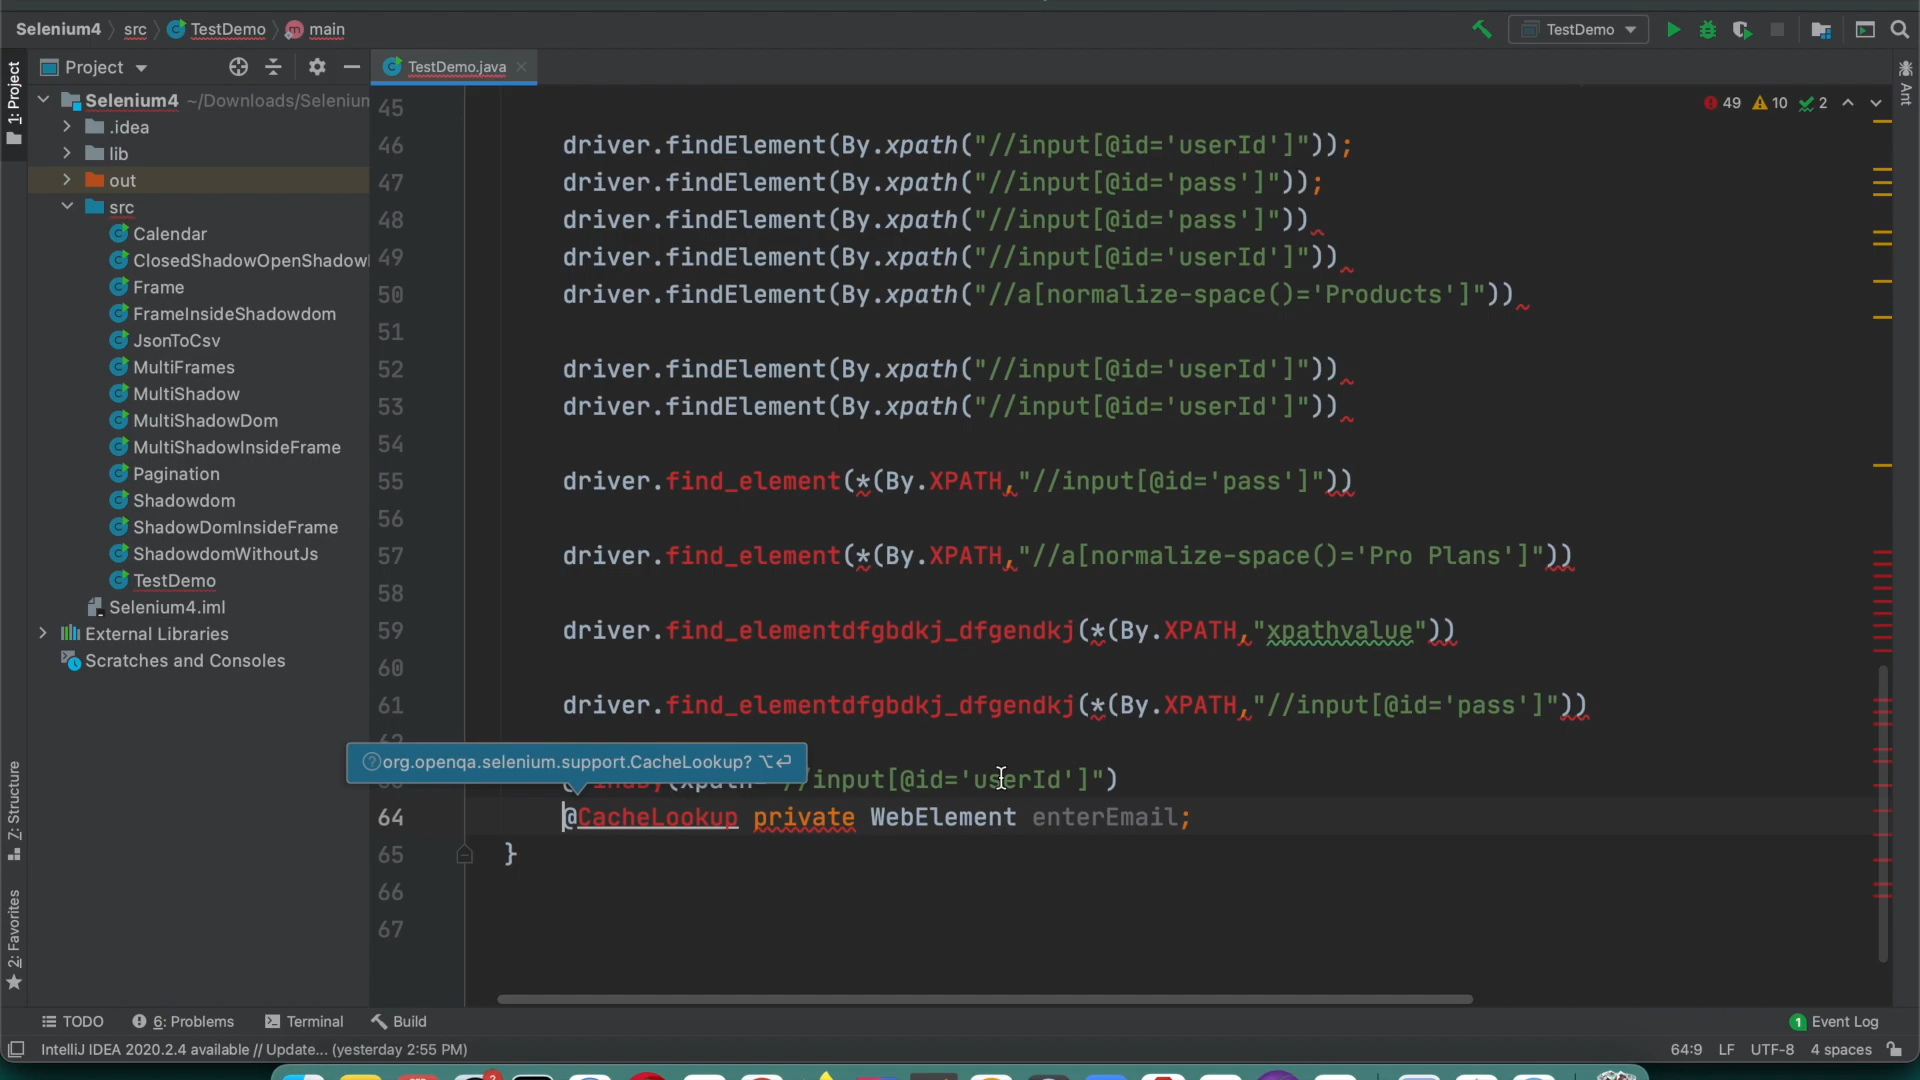 Selenium4 src TestDemo main
TestDemo
Project
TestDemo.java
1: Project
Ant
Selenium4 ~/Downloads/Selenium
.idea
lib
out
src
Calendar
ClosedShadowOpenShadow
Frame
FrameInsideShadowdom
JsonToCsv
MultiFrames
MultiShadow
MultiShadowDom
MultiShadowInsideFrame
Pagination
Shadowdom
ShadowDomInsideFrame
ShadowdomWithoutJs
TestDemo
Selenium4.iml
External Libraries
Scratches and Consoles
49 10 2
45
46 driver.findElement(By.xpath("//input[@id='userId']"));
47 driver.findElement(By.xpath("//input[@id='pass']"));
48 driver.findElement(By.xpath("//input[@id='pass']"))
49 driver.findElement(By.xpath("//input[@id='userId']"))
50 driver.findElement(By.xpath("//a[normalize-space()='Products']"))
51
52 driver.findElement(By.xpath("//input[@id='userId']"))
53 driver.findElement(By.xpath("//input[@id='userId']"))
54
55 driver.find_element(*(By.XPATH,"//input[@id='pass']"))
56
57 driver.find_element(*(By.XPATH,"//a[normalize-space()='Pro Plans']"))
58
59 driver.find_elementdfgbdkj_dfgendkj(*(By.XPATH,"xpathvalue"))
60
61 driver.find_elementdfgbdkj_dfgendkj(*(By.XPATH,"//input[@id='pass']"))
org.openqa.selenium.support.CacheLookup? ⌥⏎
/input[@id='userId']")
64 @CacheLookup private WebElement enterEmail;
65 }
66
67
Z: Structure
2: Favorites
TODO 6: Problems Terminal Build
1 Event Log
IntelliJ IDEA 2020.2.4 available // Update... (yesterday 2:55 PM)
64:9 LF UTF-8 4 spaces
2